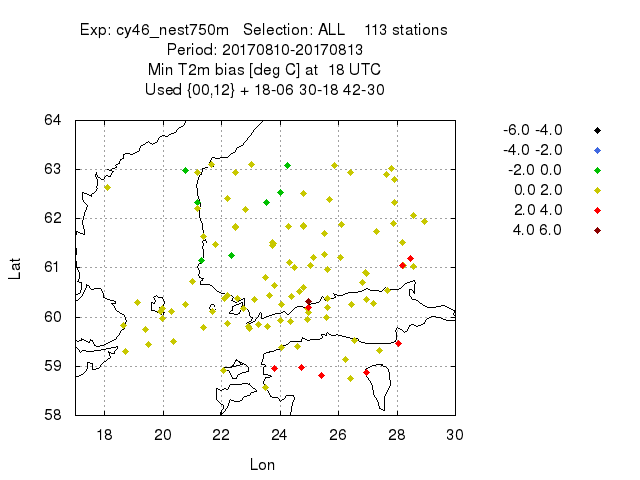 Exp: cy46_nest750m Selection: ALL 113 stations
Period: 20170810-20170813
Min T2m bias [deg C] at 18 UTC
Used {00,12} + 18-06 30-18 42-30
64
63
62
61
60
59
58
Lat
18 20 22 24 26 28 30
Lon
-6.0 -4.0
-4.0 -2.0
-2.0 0.0
0.0 2.0
2.0 4.0
4.0 6.0